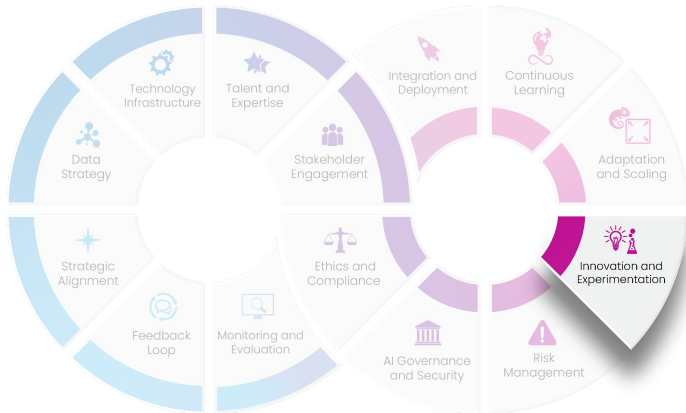 Technology
Infrastructure
Talent and
Expertise
Integration and
Deployment
Continuous
Learning
Data
Strategy
Stakeholder
Engagement
Adaptation
and Scaling
Strategic
Alignment
Ethics and
Compliance
Innovation and
Experimentation
Feedback
Loop
Monitoring and
Evaluation
AI Governance
and Security
Risk
Management